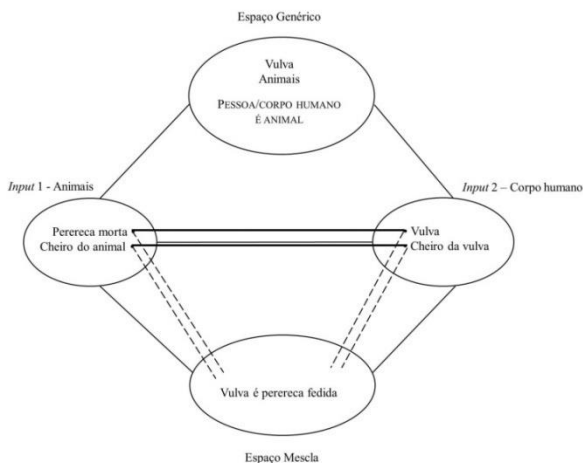 Espaço Genérico
Vulva
Animais
PESSOA/CORPO HUMANO
É ANIMAL
Input 1 - Animais
Input 2 – Corpo humano
Perereca morta
Cheiro do animal
Vulva
Cheiro da vulva
Vulva é perereca fedida
Espaço Mescla